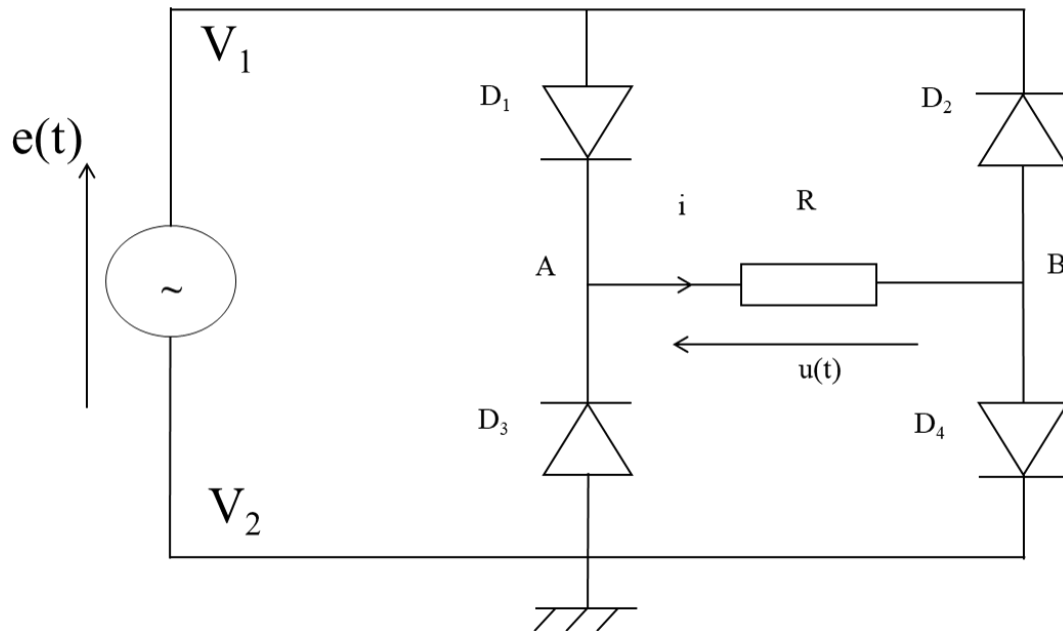 V₁
D₁
D₂
e(t)
i
R
~
A
B
u(t)
D₃
D₄
V₂